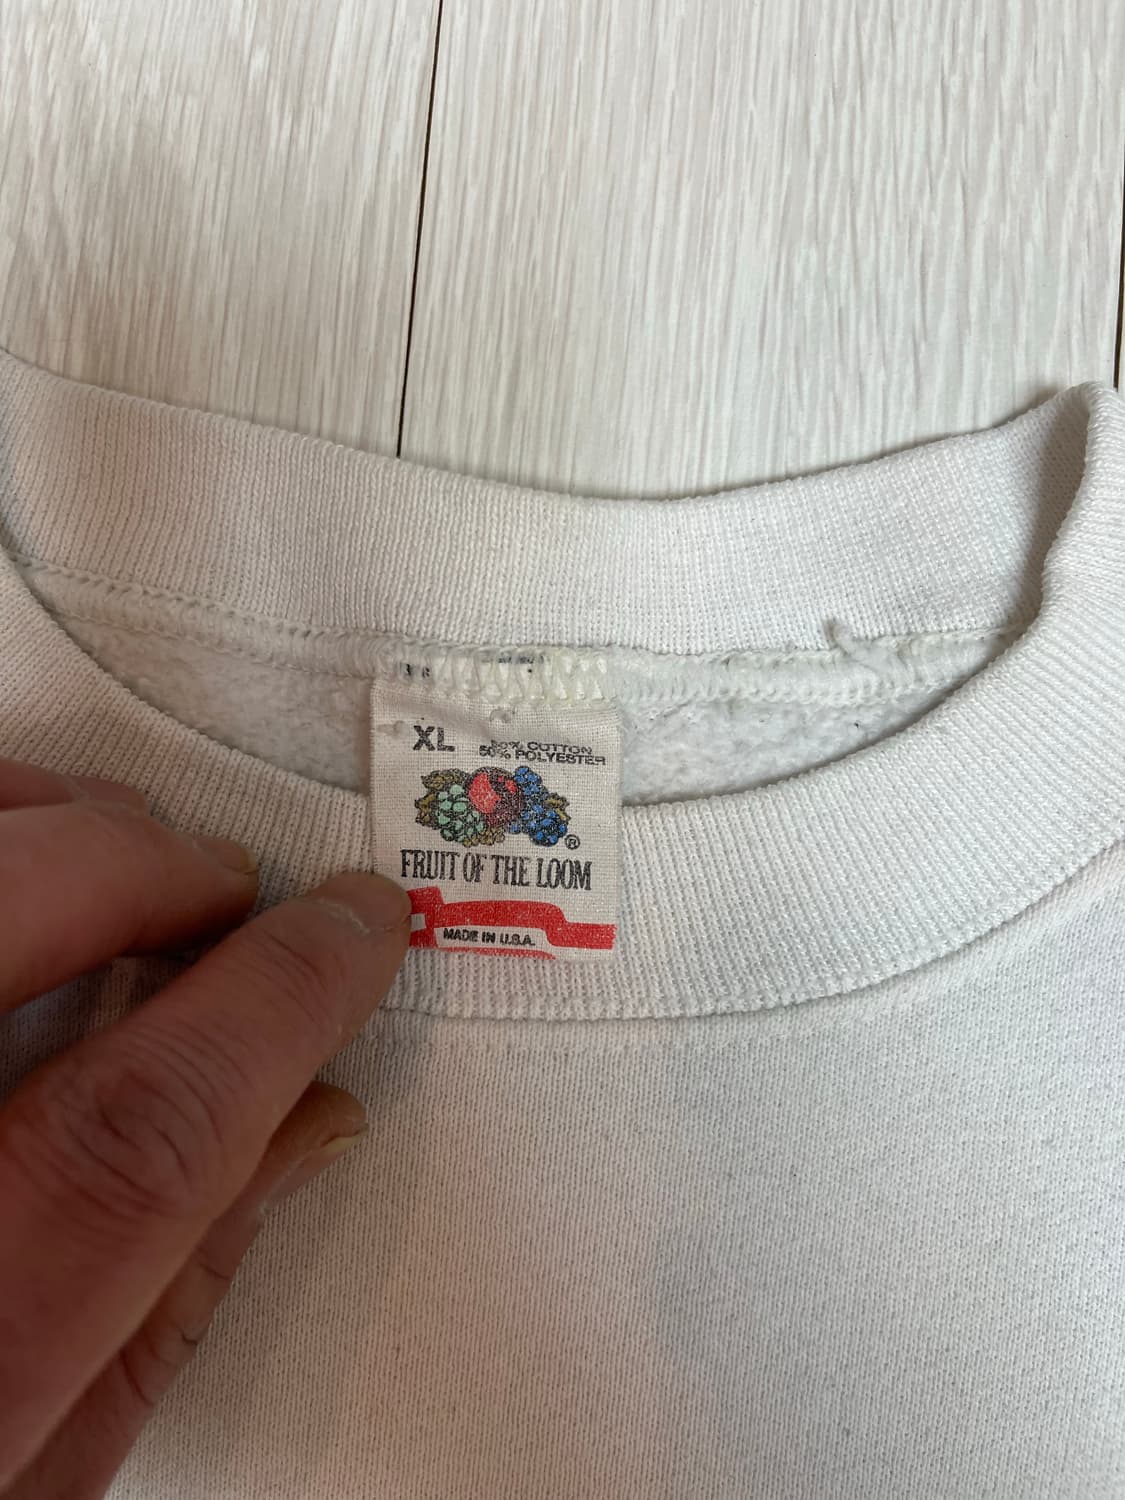 XL
50% COTTON
50% POLYESTER
®
FRUIT OF THE LOOM
MADE IN U.S.A.